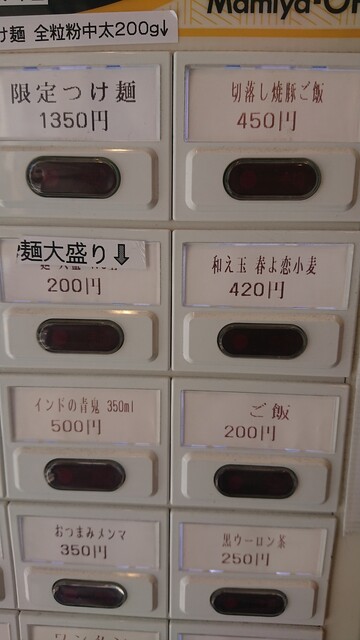 Mamiya-OP
け麺 全粒粉中太200g↓
限定つけ麺
1350円
切落し焼豚ご飯
450円
麺大盛り⇩
200円
和え玉 春よ恋小麦
420円
インドの青鬼 350ml
500円
ご飯
200円
おつまみメンマ
350円
黒ウーロン茶
250円